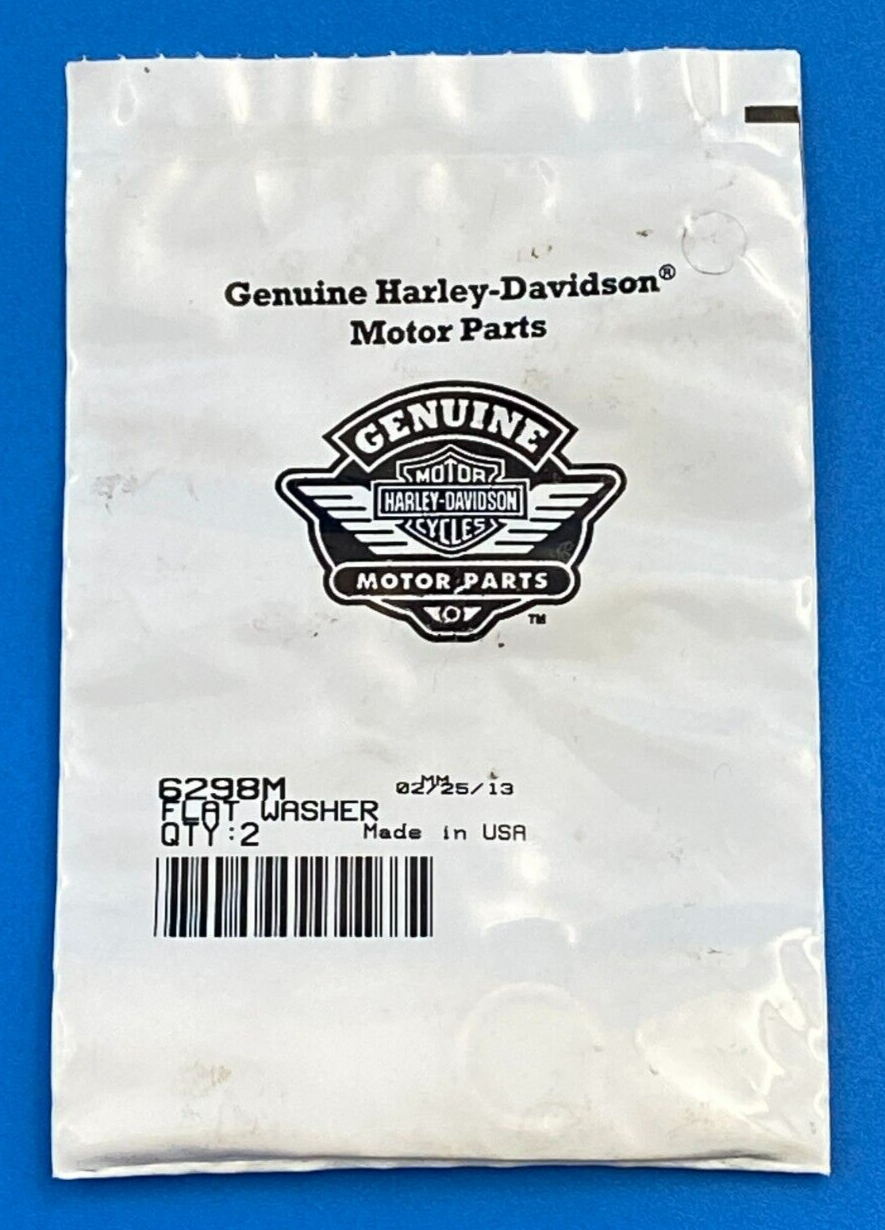 Genuine Harley-Davidson®
Motor Parts
GENUINE
MOTOR
HARLEY-DAVIDSON
CYCLES
MOTOR PARTS
TM
MM
6298M 02/25/13
FLAT WASHER
QTY:2 Made in USA